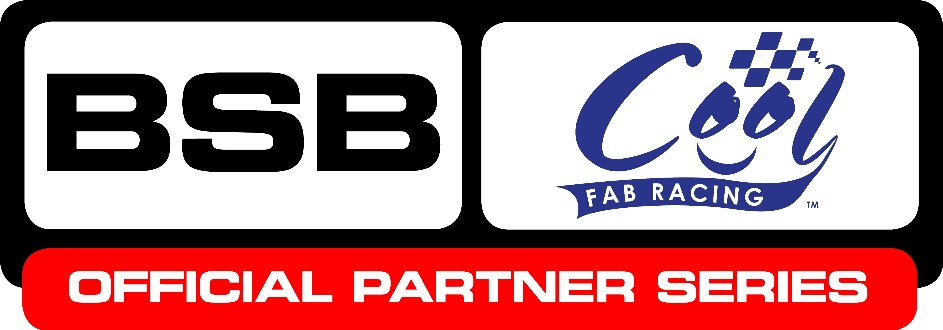 BSB
Cool
FAB RACING
TM
OFFICIAL PARTNER SERIES